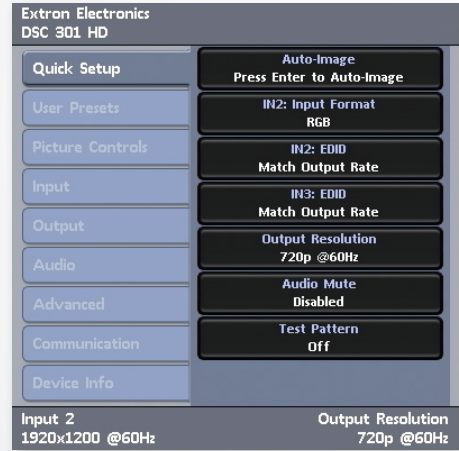 Extron Electronics
DSC 301 HD
Quick Setup
User Presets
Picture Controls
Input
Output
Audio
Advanced
Communication
Device Info
Auto-Image
Press Enter to Auto-Image
IN2: Input Format
RGB
IN2: EDID
Match Output Rate
IN3: EDID
Match Output Rate
Output Resolution
720p @60Hz
Audio Mute
Disabled
Test Pattern
Off
Input 2
1920x1200 @60Hz
Output Resolution
720p @60Hz